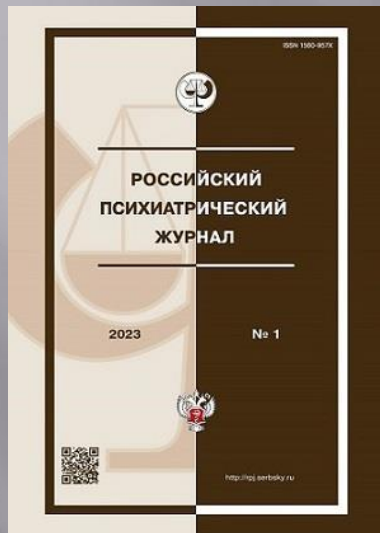 ISSN 1560-957X
РОССИЙСКИЙ
ПСИХИАТРИЧЕСКИЙ
ЖУРНАЛ
2023
№ 1
http://rpj.serbsky.ru